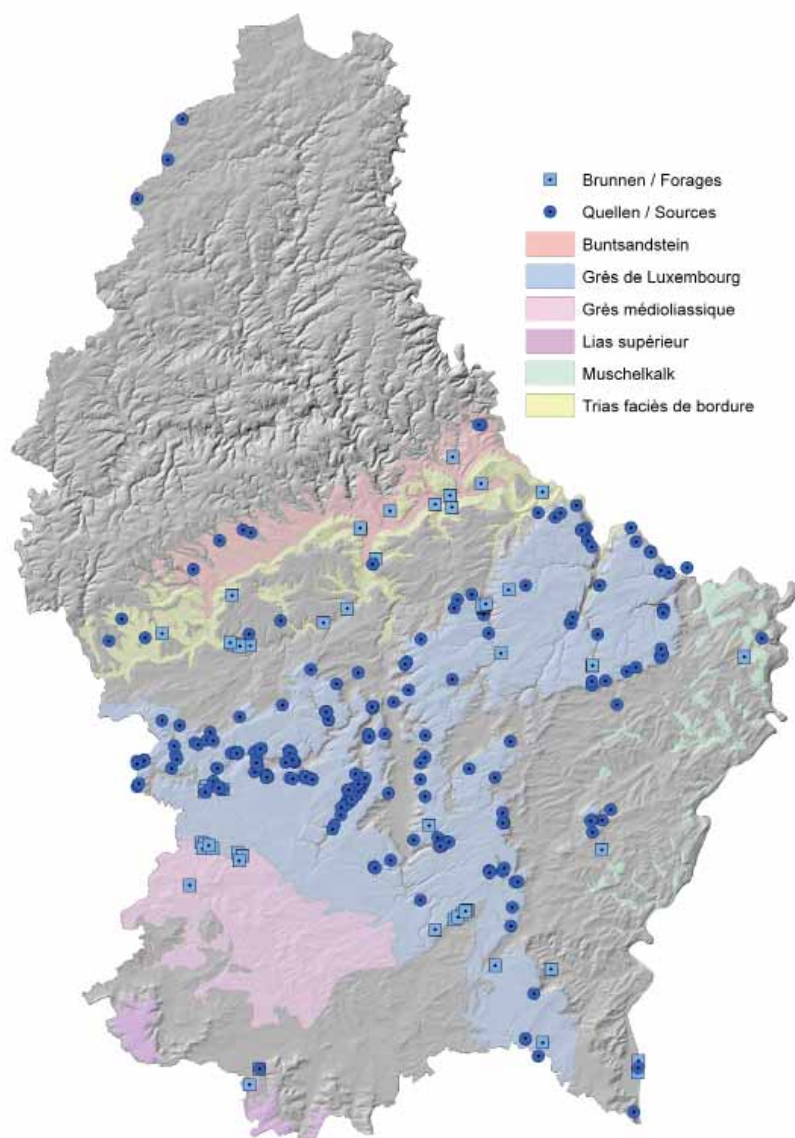 Brunnen / Forages
Quellen / Sources
Buntsandstein
Grès de Luxembourg
Grès médioliassique
Lias supérieur
Muschelkalk
Trias faciès de bordure